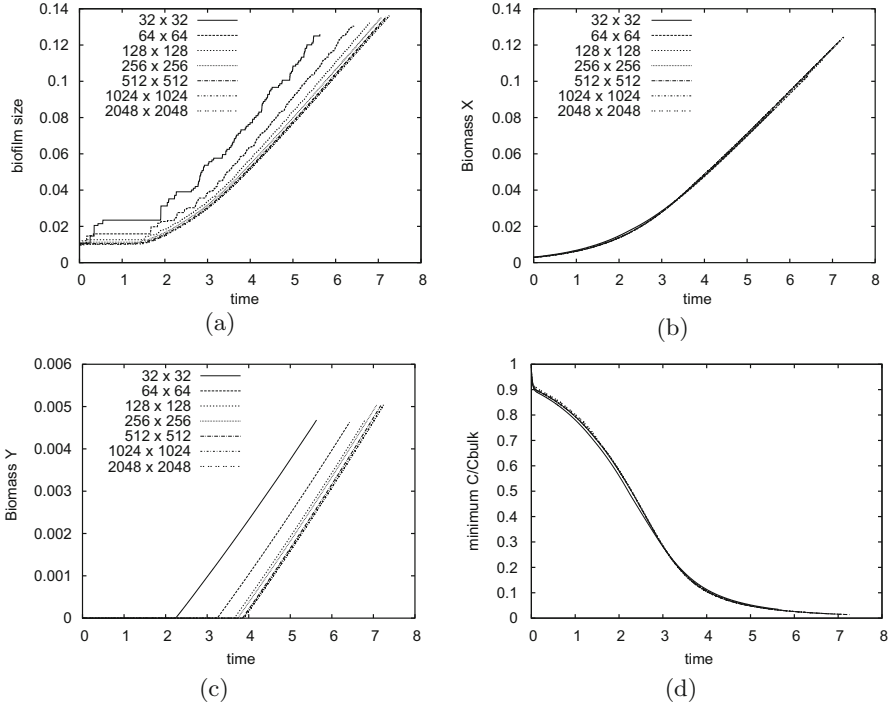 0.14
0.12
0.1
0.08
0.06
0.04
0.02
0
biofilm size
32 x 32
64 x 64
128 x 128
256 x 256
512 x 512
1024 x 1024
2048 x 2048
0 1 2 3 4 5 6 7 8
time
(a)
0.14
0.12
0.1
0.08
0.06
0.04
0.02
0
Biomass X
32 x 32
64 x 64
128 x 128
256 x 256
512 x 512
1024 x 1024
2048 x 2048
0 1 2 3 4 5 6 7 8
time
(b)
0.006
0.005
0.004
0.003
0.002
0.001
0
Biomass Y
32 x 32
64 x 64
128 x 128
256 x 256
512 x 512
1024 x 1024
2048 x 2048
0 1 2 3 4 5 6 7 8
time
(c)
1
0.9
0.8
0.7
0.6
0.5
0.4
0.3
0.2
0.1
0
minimum C/Cbulk
0 1 2 3 4 5 6 7 8
time
(d)